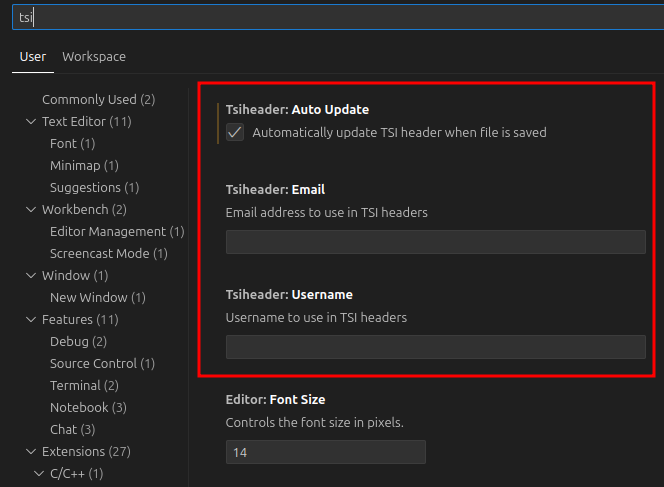 tsi
User Workspace
Commonly Used (2)
Text Editor (11)
Font (1)
Minimap (1)
Suggestions (1)
Workbench (2)
Editor Management (1)
Screencast Mode (1)
Window (1)
New Window (1)
Features (11)
Debug (2)
Source Control (1)
Terminal (2)
Notebook (3)
Chat (3)
Extensions (27)
C/C++ (1)
Tsiheader: Auto Update
Automatically update TSI header when file is saved
Tsiheader: Email
Email address to use in TSI headers
Tsiheader: Username
Username to use in TSI headers
Editor: Font Size
Controls the font size in pixels.
14